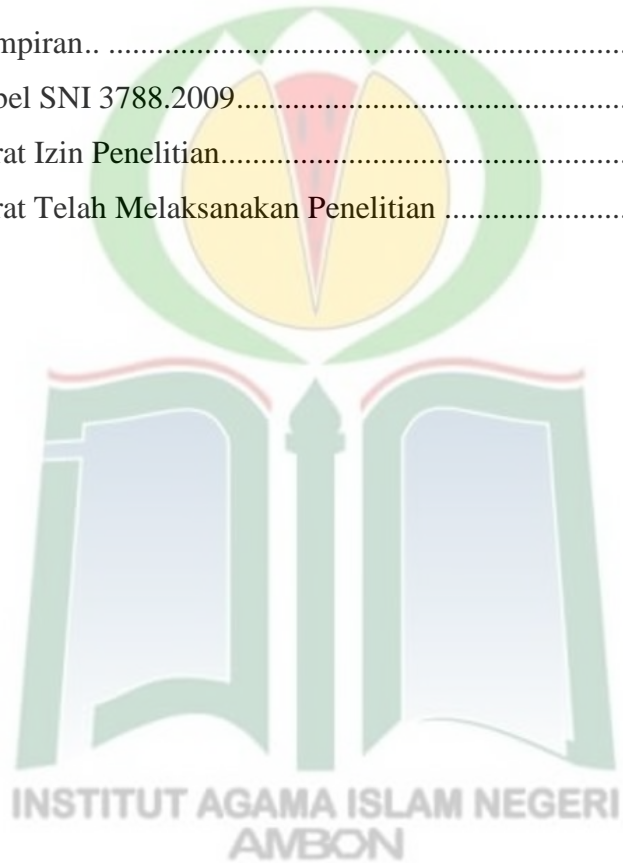 mpiran.. ........................................................................
bel SNI 3788.2009........................................................
rat Izin Penelitian...........................................................
rat Telah Melaksanakan Penelitian .........................
INSTITUT AGAMA ISLAM NEGERI
AMBON